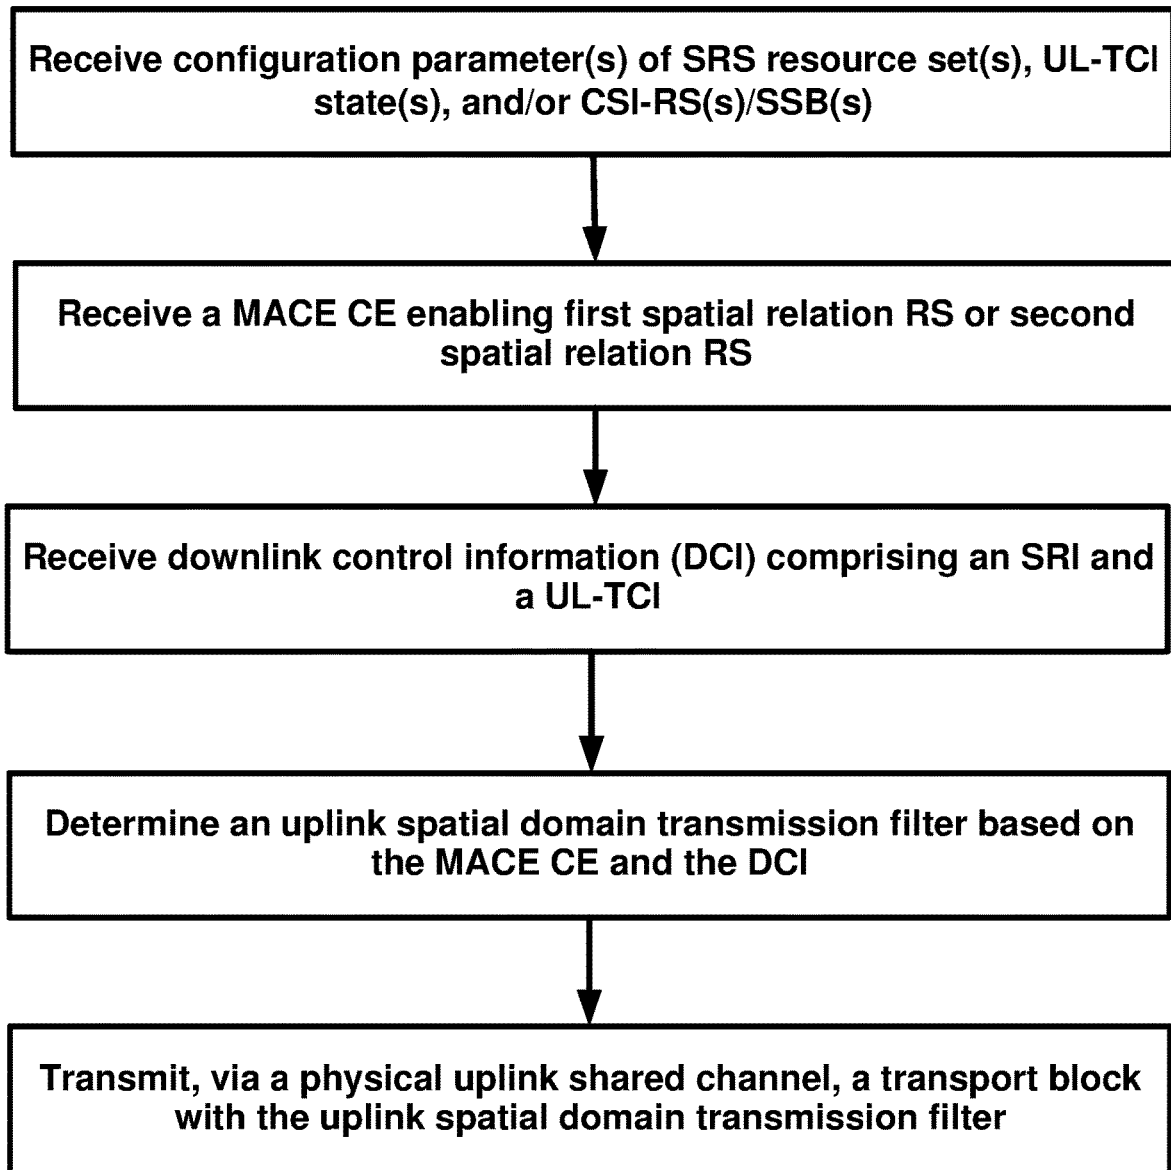 Receive configuration parameter(s) of SRS resource set(s), UL-TCI
state(s), and/or CSI-RS(s)/SSB(s)
Receive a MACE CE enabling first spatial relation RS or second
spatial relation RS
Receive downlink control information (DCI) comprising an SRI and
a UL-TCI
Determine an uplink spatial domain transmission filter based on
the MACE CE and the DCI
Transmit, via a physical uplink shared channel, a transport block
with the uplink spatial domain transmission filter